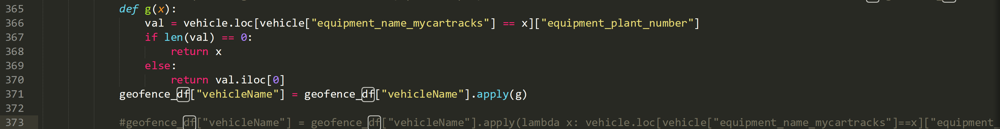 365 def g(x):
366 val = vehicle.loc[vehicle["equipment_name_mycartracks"] == x]["equipment_plant_number"]
367 if len(val) == 0:
368 return x
369 else:
370 return val.iloc[0]
371 geofence_df["vehicleName"] = geofence_df["vehicleName"].apply(g)
372
373 #geofence_df["vehicleName"] = geofence_df["vehicleName"].apply(lambda x: vehicle.loc[vehicle["equipment_name_mycartracks"]==x]["equipment